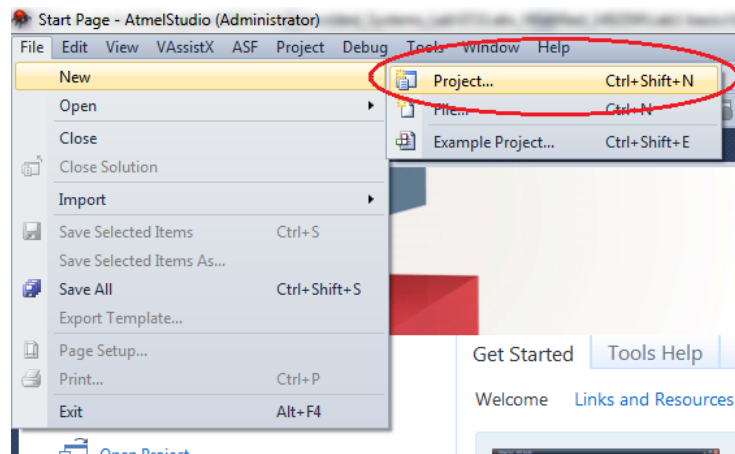 Start Page - AtmelStudio (Administrator)
File Edit View VAssistX ASF Project Debug Tools Window Help
New
Open
Close
Close Solution
Import
Save Selected Items Ctrl+S
Save Selected Items As...
Save All Ctrl+Shift+S
Export Template...
Page Setup...
Print... Ctrl+P
Exit Alt+F4
Project... Ctrl+Shift+N
File... Ctrl+N
Example Project... Ctrl+Shift+E
Get Started Tools Help
Welcome Links and Resources
Open Project